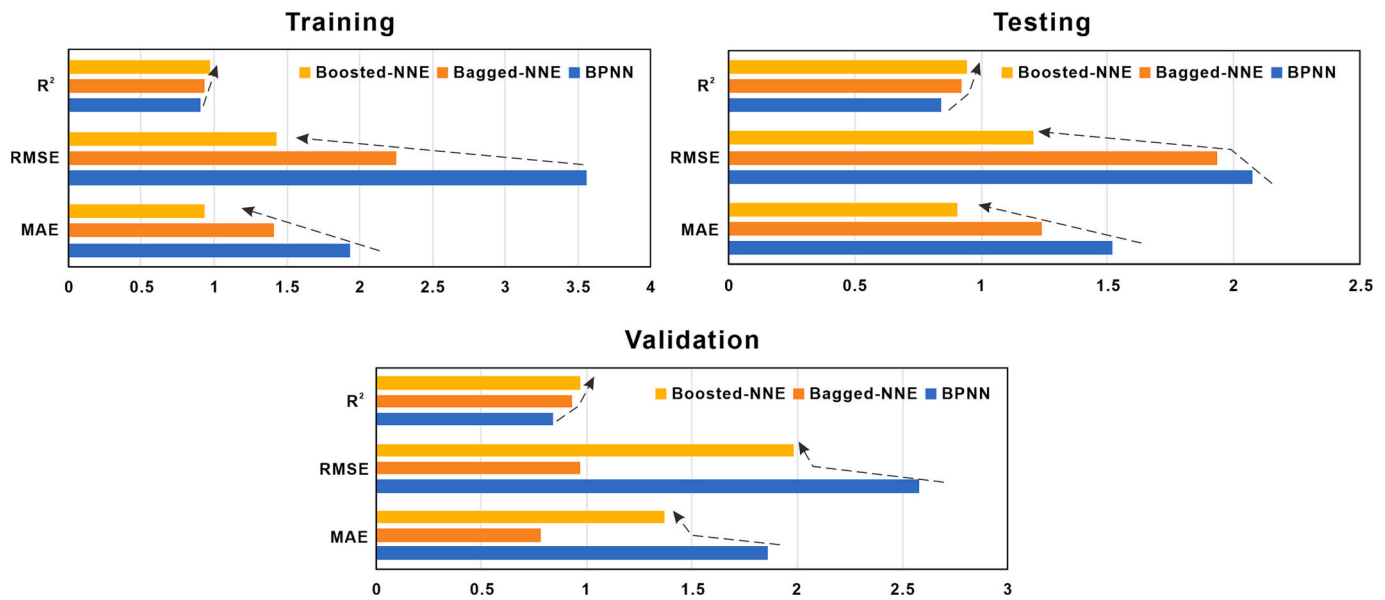 Training
Boosted-NNE Bagged-NNE BPNN
R²
RMSE
MAE
0 0.5 1 1.5 2 2.5 3 3.5 4
Testing
Boosted-NNE Bagged-NNE BPNN
R²
RMSE
MAE
0 0.5 1 1.5 2 2.5
Validation
Boosted-NNE Bagged-NNE BPNN
R²
RMSE
MAE
0 0.5 1 1.5 2 2.5 3